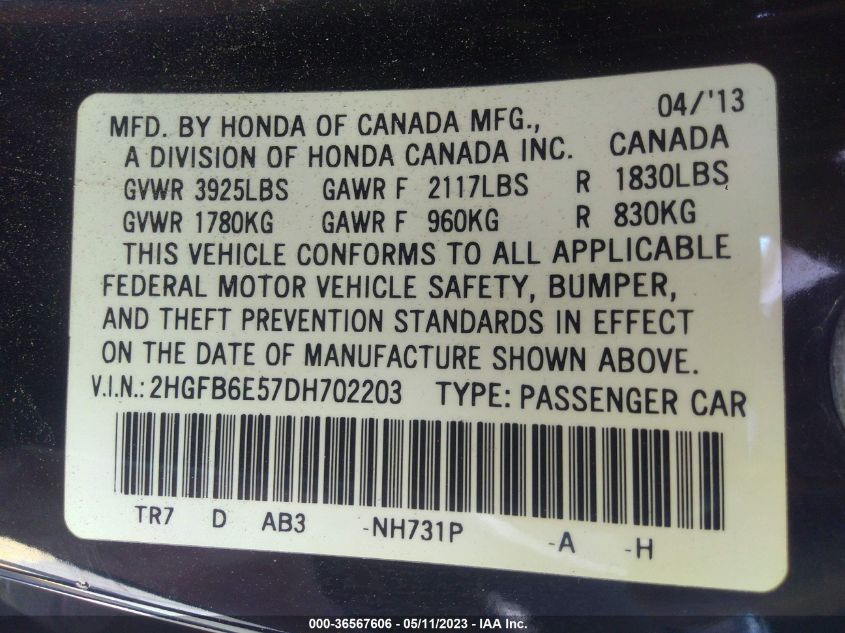 04/'13
MFD. BY HONDA OF CANADA MFG.,
A DIVISION OF HONDA CANADA INC. CANADA
GVWR 3925LBS GAWR F 2117LBS R 1830LBS
GVWR 1780KG GAWR F 960KG R 830KG
THIS VEHICLE CONFORMS TO ALL APPLICABLE
FEDERAL MOTOR VEHICLE SAFETY, BUMPER,
AND THEFT PREVENTION STANDARDS IN EFFECT
ON THE DATE OF MANUFACTURE SHOWN ABOVE.
V.I.N.: 2HGFB6E57DH702203 TYPE: PASSENGER CAR
TR7 D AB3 -NH731P -A -H
000-36567606 - 05/11/2023 - IAA Inc.